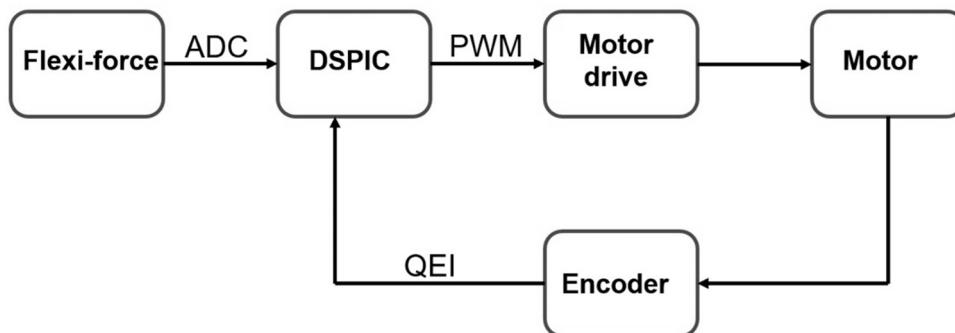 Flexi-force
ADC
DSPIC
PWM
Motor
drive
Motor
QEI
Encoder